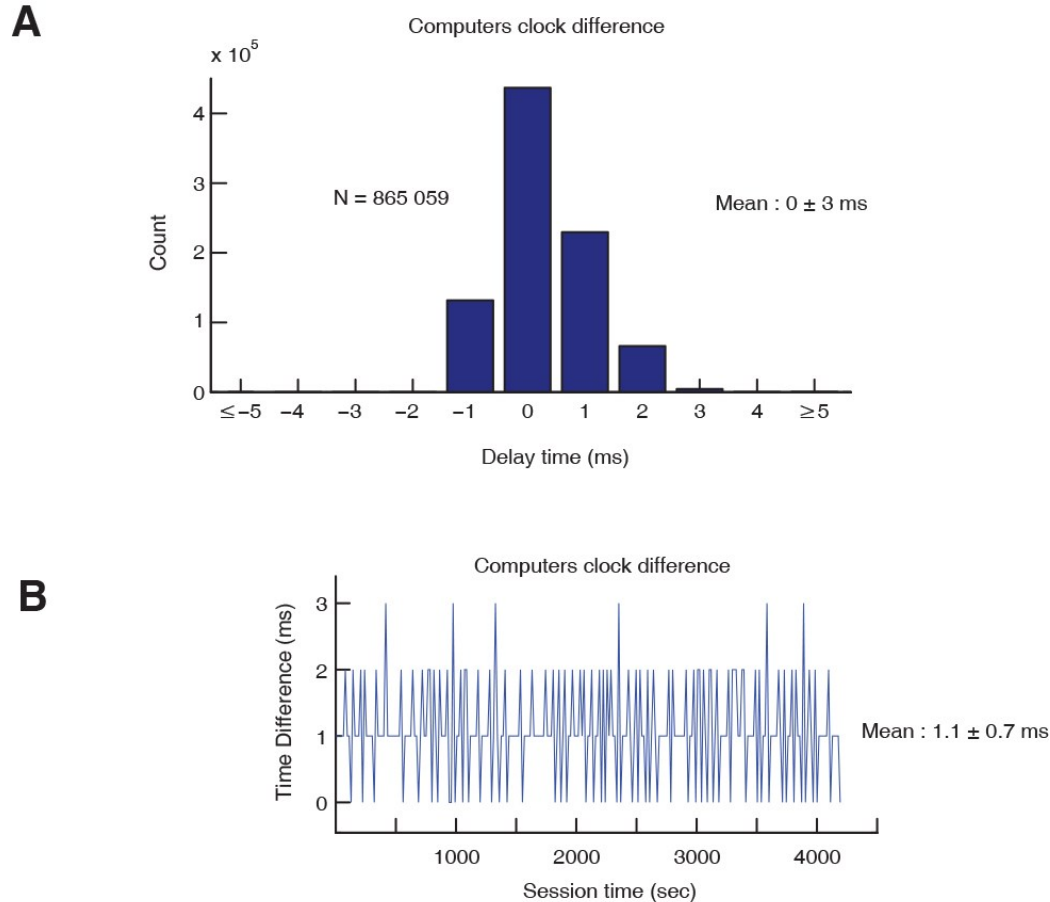 A
Computers clock difference
x 10^5
4
3
2
1
0
Count
N = 865 059
Mean : 0 ± 3 ms
≤−5 −4 −3 −2 −1 0 1 2 3 4 ≥5
Delay time (ms)
B
Computers clock difference
3
2
1
0
Time Difference (ms)
Mean : 1.1 ± 0.7 ms
1000 2000 3000 4000
Session time (sec)